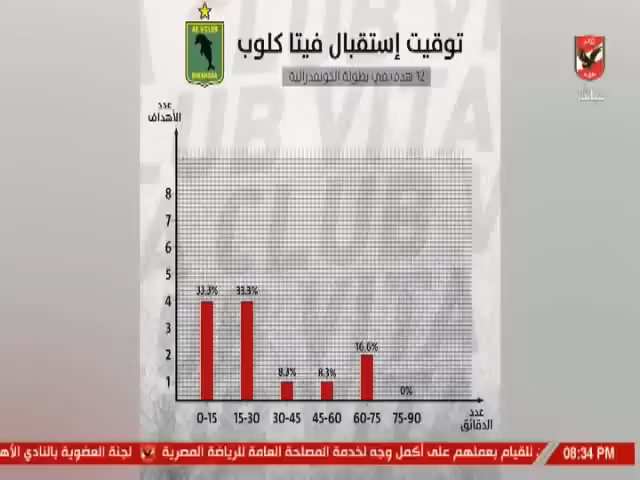 توقيت إستقبال فيتا كلوب
12 هدف في بطولة الكونفدرالية
مباشر
عدد
الأهداف
8
7
6
5
4
3
2
1
33.3%
33.3%
8.3%
8.3%
16.6%
0%
0-15
15-30
30-45
45-60
60-75
75-90
عدد
الدقائق
CLUB VITA
للقيام بعملهم على أكمل وجه لخدمة المصلحة العامة للرياضة المصرية
لجنة العضوية بالنادي
08:34 PM